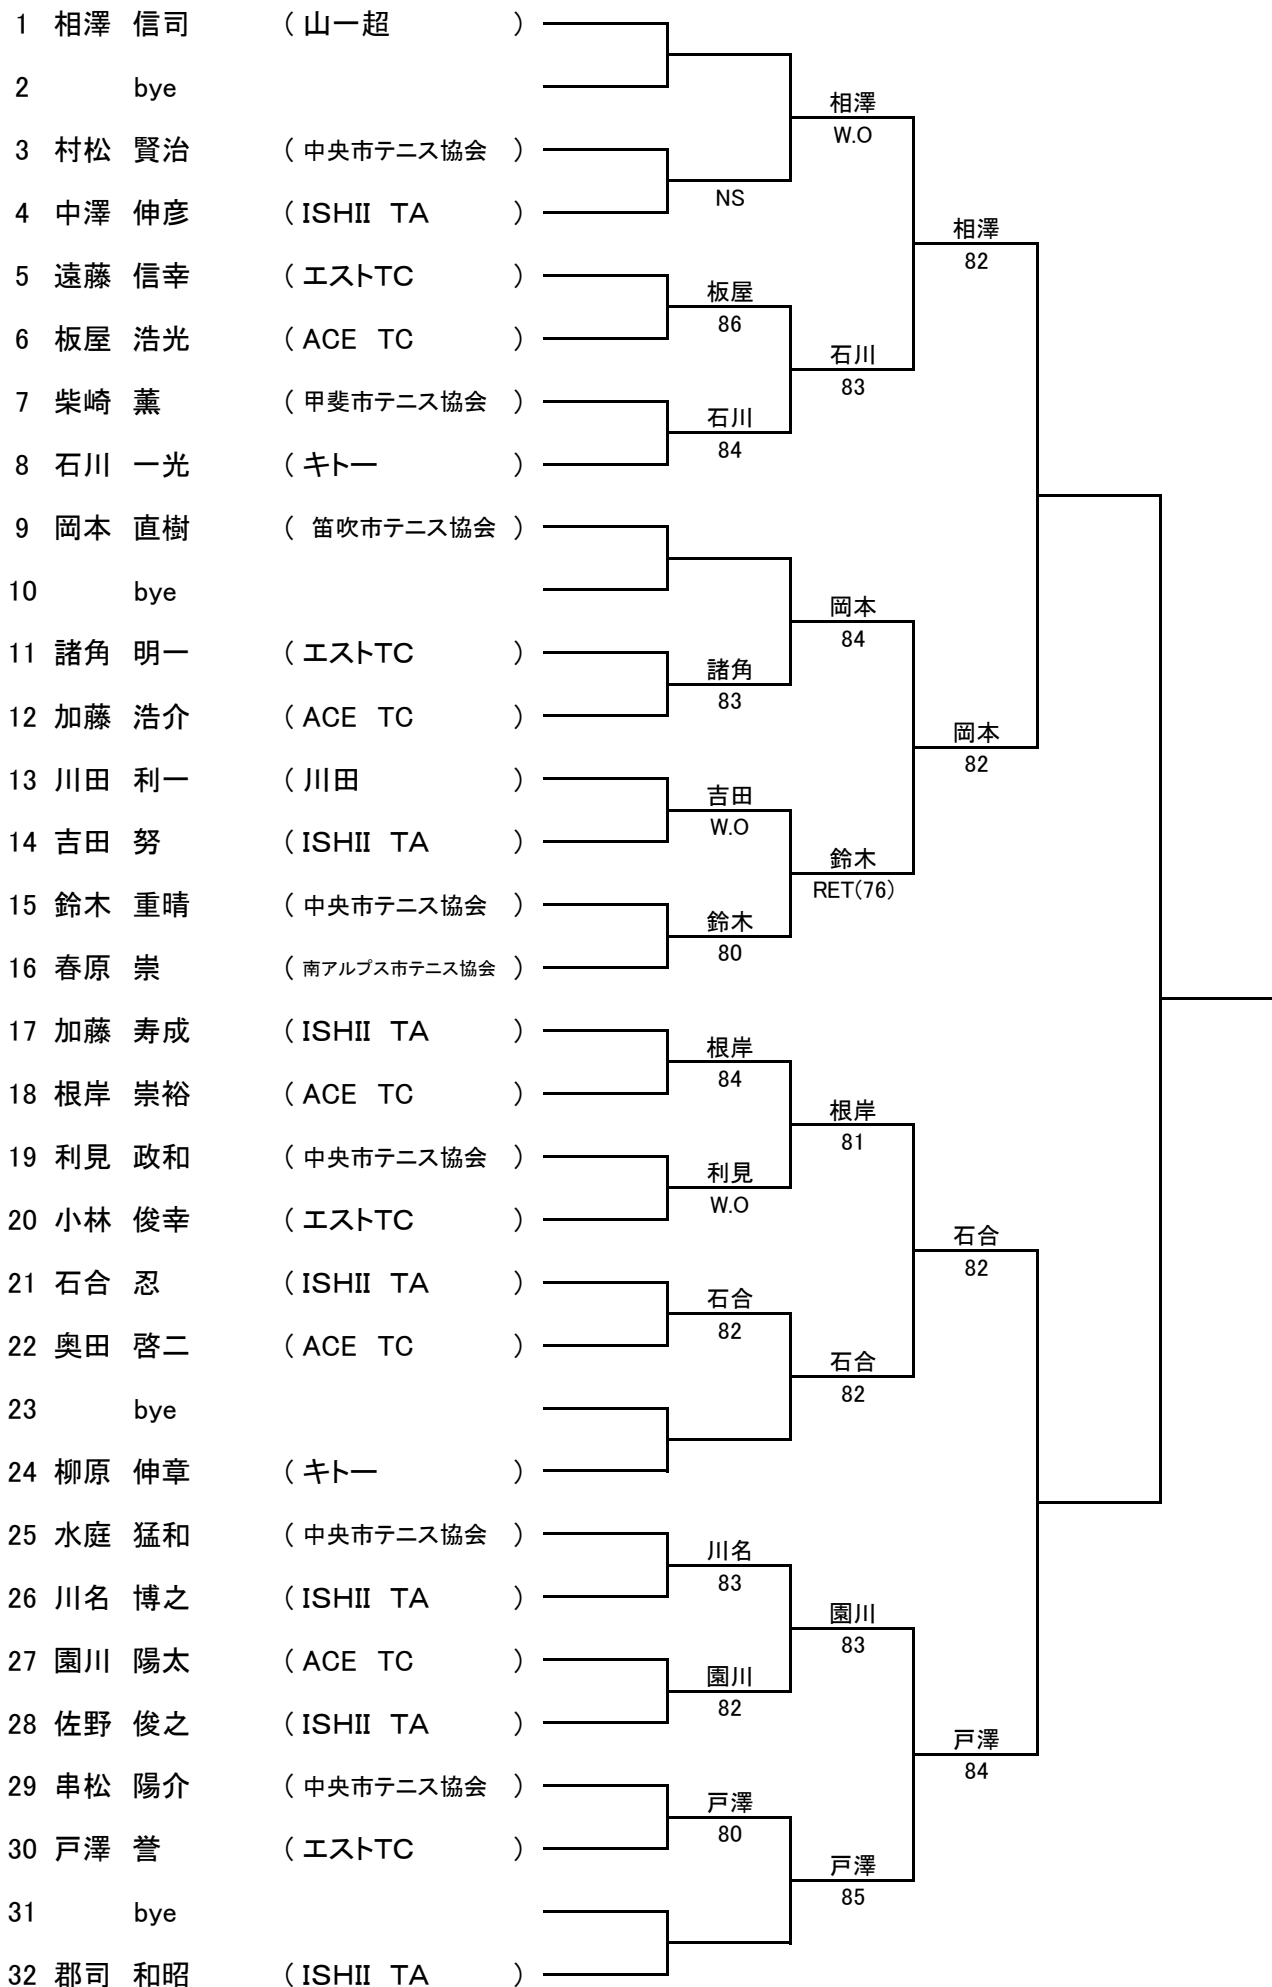 1 相澤 信司 ( 山一超 )
2 bye
相澤
W.O
3 村松 賢治 ( 中央市テニス協会 )
NS
4 中澤 伸彦 ( ISHII TA )
相澤
82
5 遠藤 信幸 ( エストTC )
板屋
86
6 板屋 浩光 ( ACE TC )
石川
83
7 柴崎 薫 ( 甲斐市テニス協会 )
石川
84
8 石川 一光 ( キトー )
9 岡本 直樹 ( 笛吹市テニス協会 )
10 bye
岡本
84
11 諸角 明一 ( エストTC )
諸角
83
12 加藤 浩介 ( ACE TC )
岡本
82
13 川田 利一 ( 川田 )
吉田
W.O
14 吉田 努 ( ISHII TA )
鈴木
RET(76)
15 鈴木 重晴 ( 中央市テニス協会 )
鈴木
80
16 春原 崇 ( 南アルプス市テニス協会 )
17 加藤 寿成 ( ISHII TA )
根岸
84
18 根岸 崇裕 ( ACE TC )
根岸
81
19 利見 政和 ( 中央市テニス協会 )
利見
W.O
20 小林 俊幸 ( エストTC )
石合
82
21 石合 忍 ( ISHII TA )
石合
82
22 奥田 啓二 ( ACE TC )
石合
82
23 bye
24 柳原 伸章 ( キトー )
25 水庭 猛和 ( 中央市テニス協会 )
川名
83
26 川名 博之 ( ISHII TA )
園川
83
27 園川 陽太 ( ACE TC )
園川
82
28 佐野 俊之 ( ISHII TA )
戸澤
84
29 串松 陽介 ( 中央市テニス協会 )
戸澤
80
30 戸澤 誉 ( エストTC )
戸澤
85
31 bye
32 郡司 和昭 ( ISHII TA )